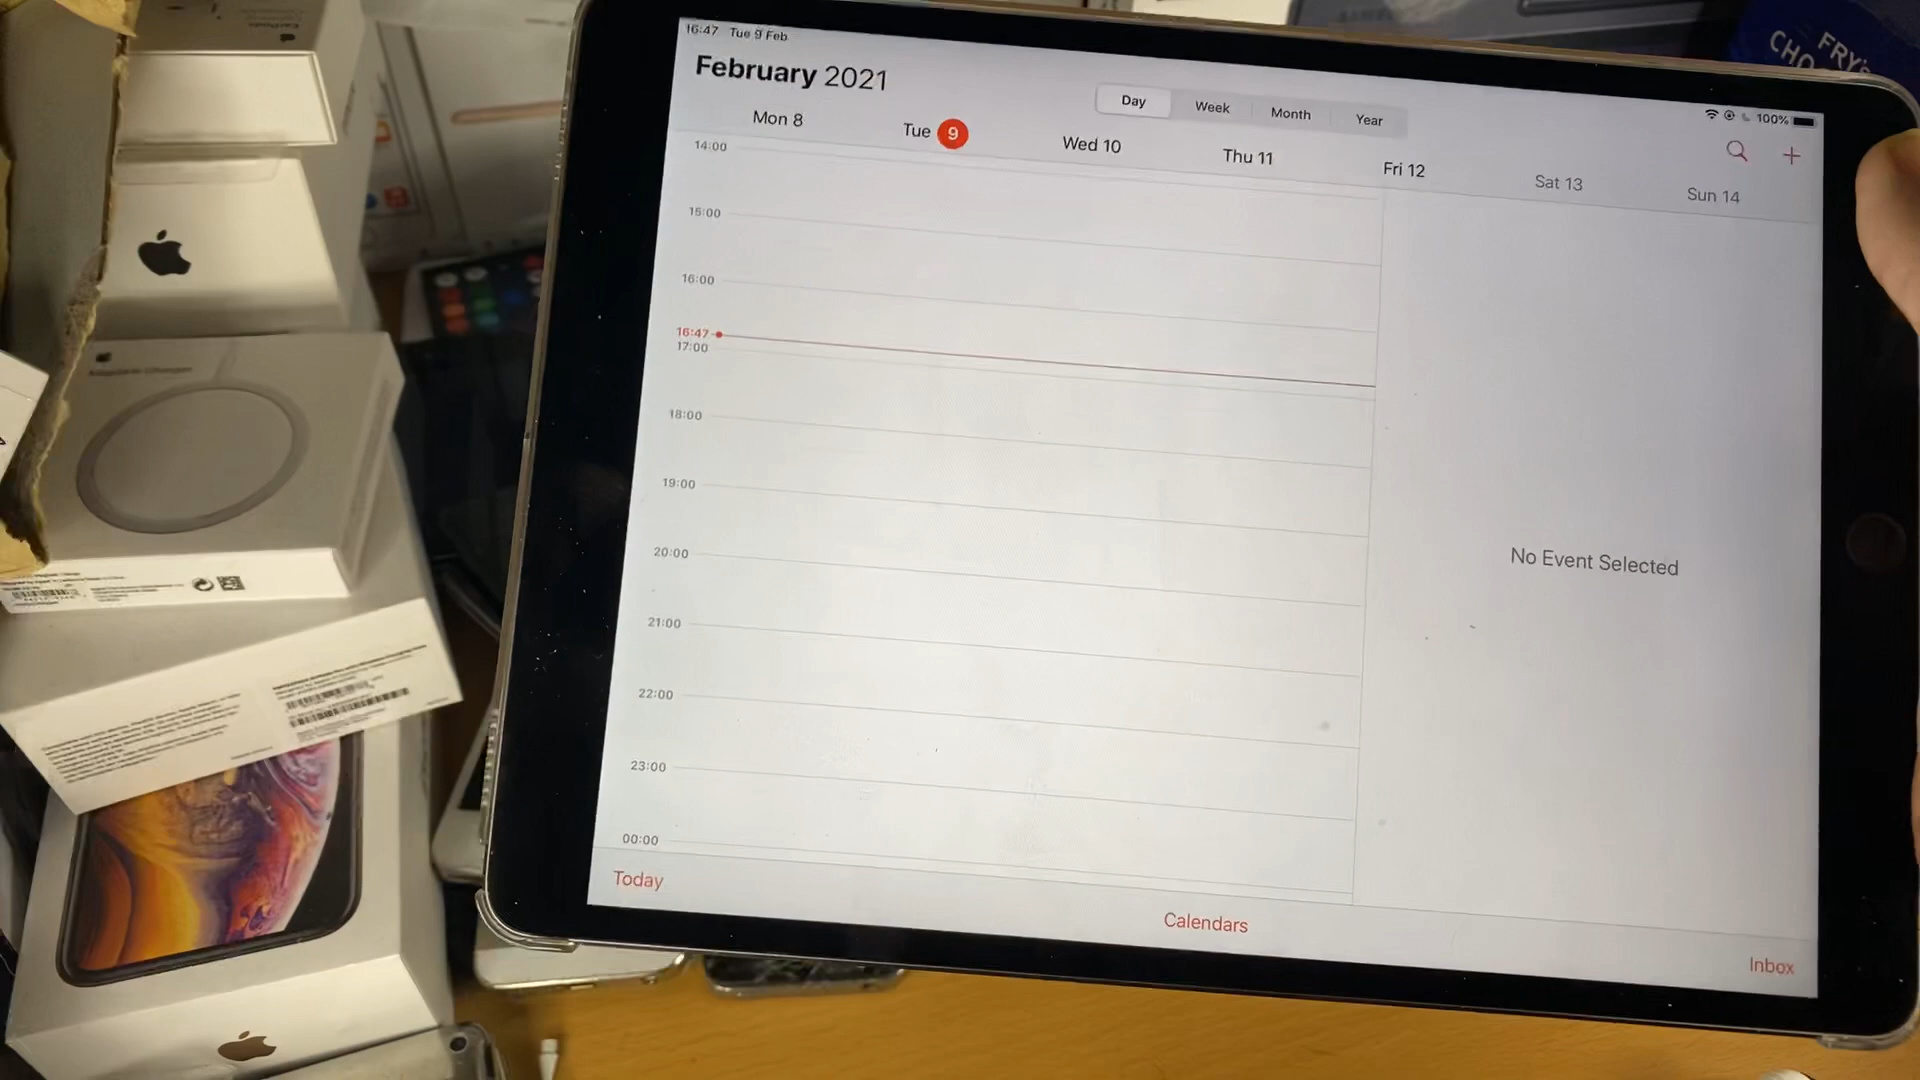 16:47 Tue 9 Feb
February 2021
Day Week Month Year
100%
Mon 8 Tue 9 Wed 10 Thu 11 Fri 12 Sat 13 Sun 14
14:00
15:00
16:00
16:47
17:00
18:00
19:00
20:00
21:00
22:00
23:00
00:00
No Event Selected
Today
Calendars
Inbox
FRY's
CHO